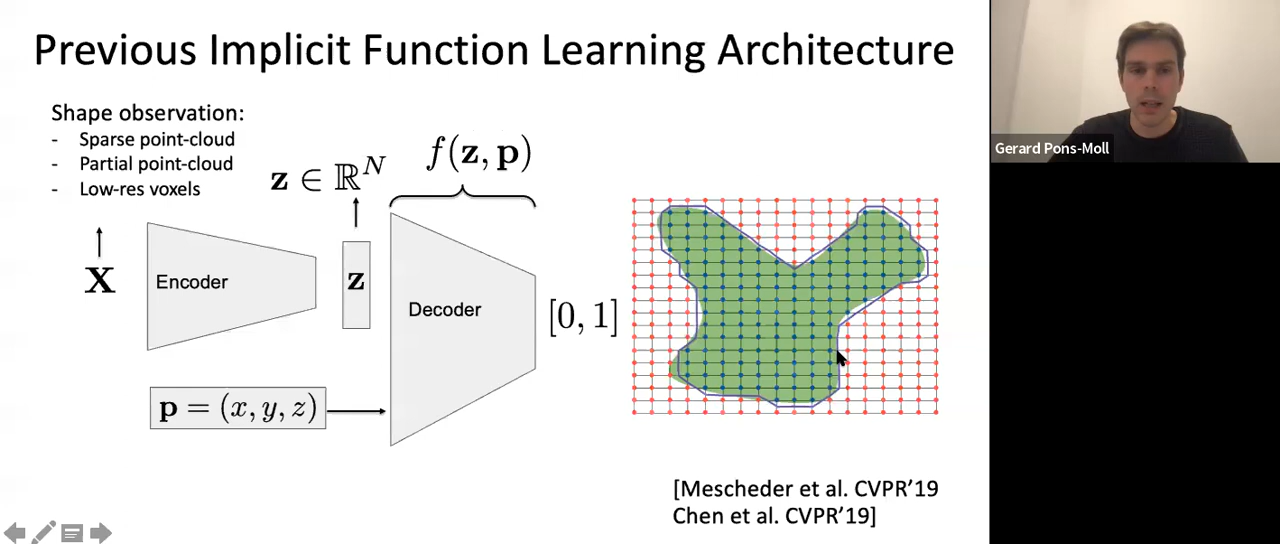 Previous Implicit Function Learning Architecture
Shape observation:
- Sparse point-cloud
- Partial point-cloud
- Low-res voxels
z ∈ ℝ^N
f(z, p)
X
Encoder
z
Decoder
[0, 1]
p = (x, y, z)
[Mescheder et al. CVPR'19
Chen et al. CVPR'19]
Gerard Pons-Moll